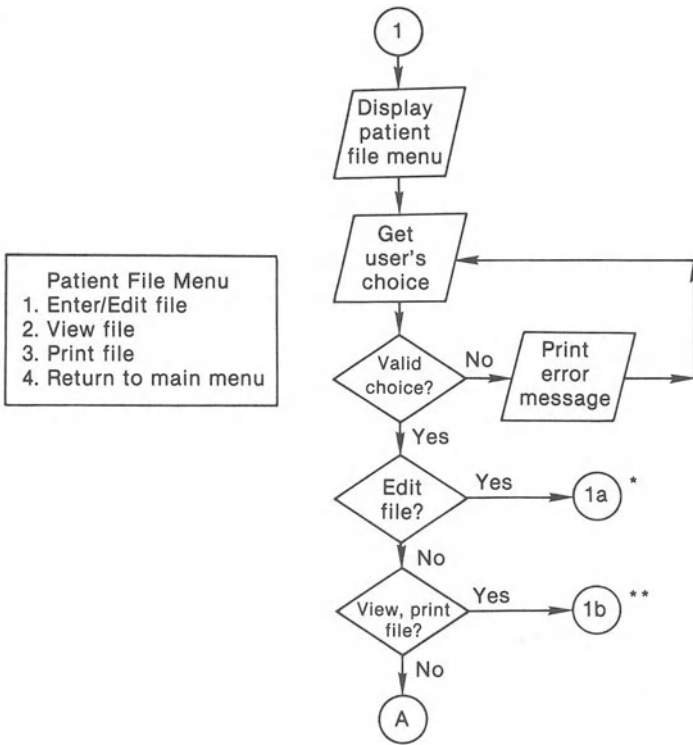 1
Display
patient
file menu
Get
user's
choice
Patient File Menu
1. Enter/Edit file
2. View file
3. Print file
4. Return to main menu
Valid
choice?
No
Print
error
message
Yes
Edit
file?
Yes
1a *
No
View, print
file?
Yes
1b **
No
A